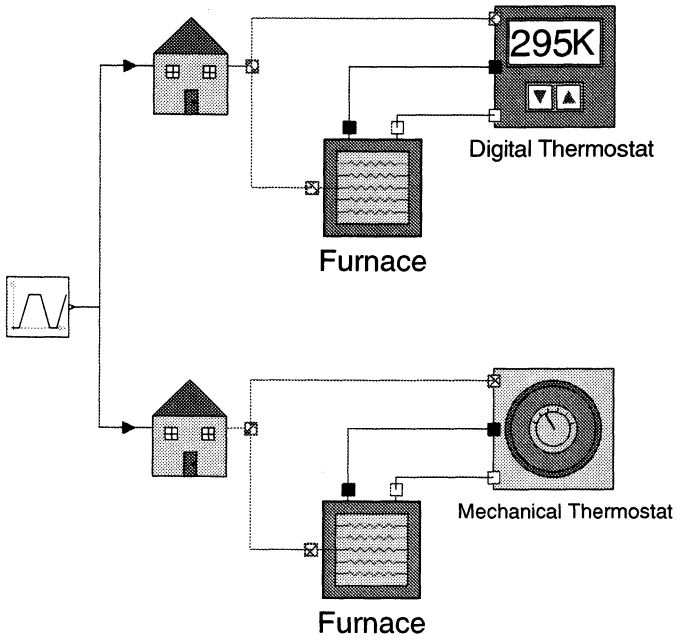 295K
Digital Thermostat
Furnace
Mechanical Thermostat
Furnace